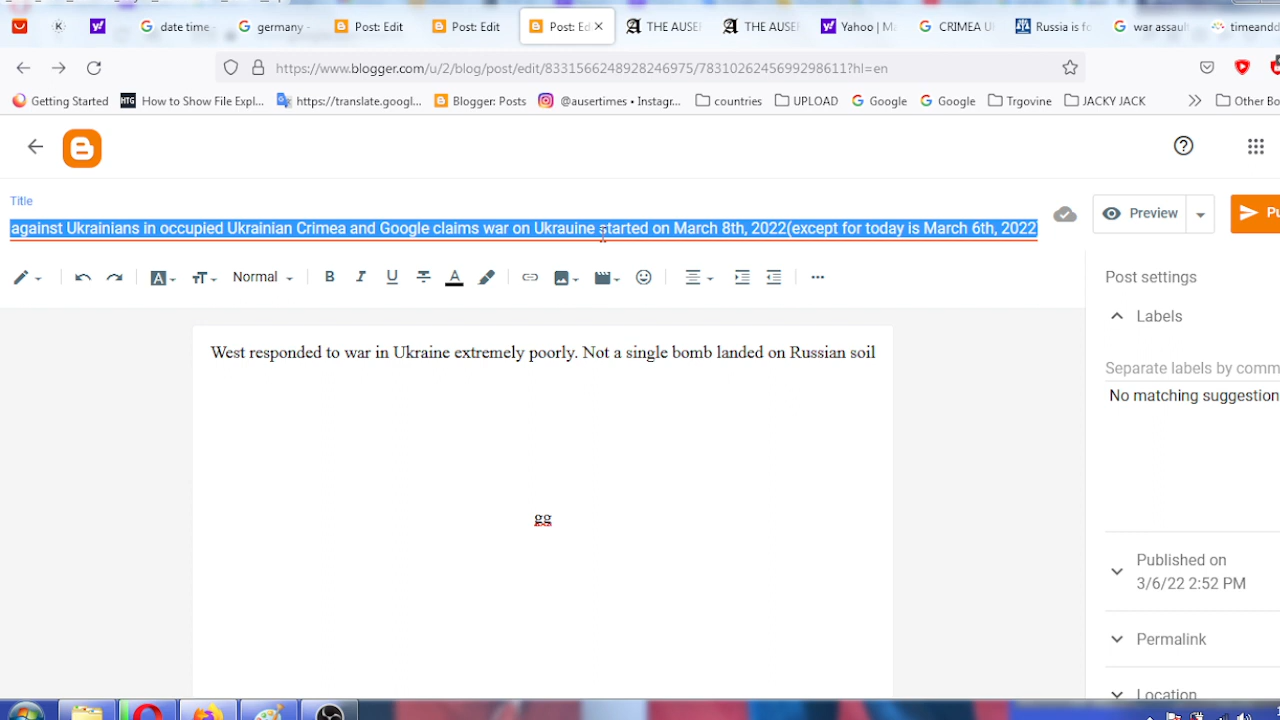 date time
germany
Post: Edit
Post: Edit
Post: Ed
THE AUSE
THE AUSE
Yahoo | M
CRIMEA U
Russia is fo
war assaul
timeandd
https://www.blogger.com/u/2/blog/post/edit/8331566248928246975/7831026245699298611?hl=en
Getting Started
HTG
How to Show File Expl...
https://translate.googl...
Blogger: Posts
@ausertimes • Instagr...
countries
UPLOAD
Google
Google
Trgovine
JACKY JACK
Other Bo
Title
against Ukrainians in occupied Ukrainian Crimea and Google claims war on Ukrauine started on March 8th, 2022(except for today is March 6th, 2022
Preview
Pu
Normal
B I U A
Post settings
Labels
Separate labels by comm
No matching suggestion
West responded to war in Ukraine extremely poorly. Not a single bomb landed on Russian soil
gg
Published on
3/6/22 2:52 PM
Permalink
Location